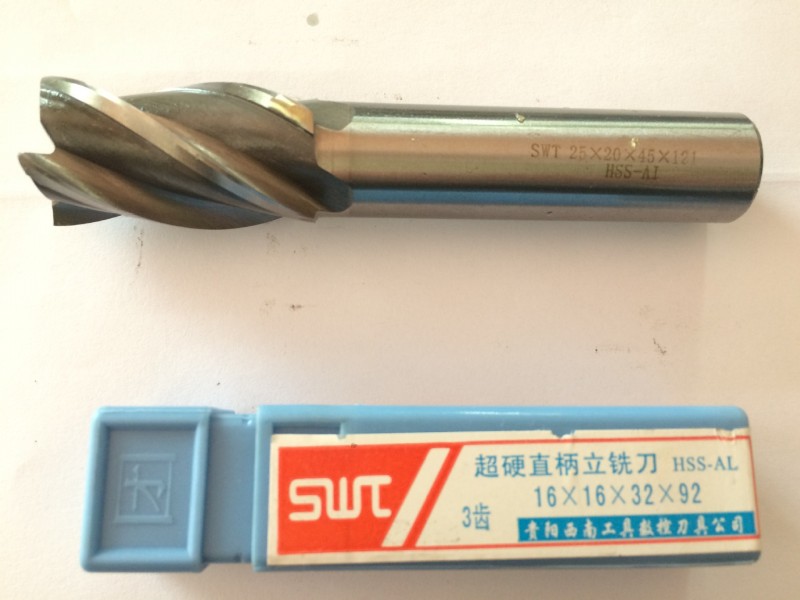 SWT 25×20×45×121
HSS-Al
SWT
超硬直柄立铣刀 HSS-AL
16×16×32×92
3齿
贵阳西南工具数控刀具公司